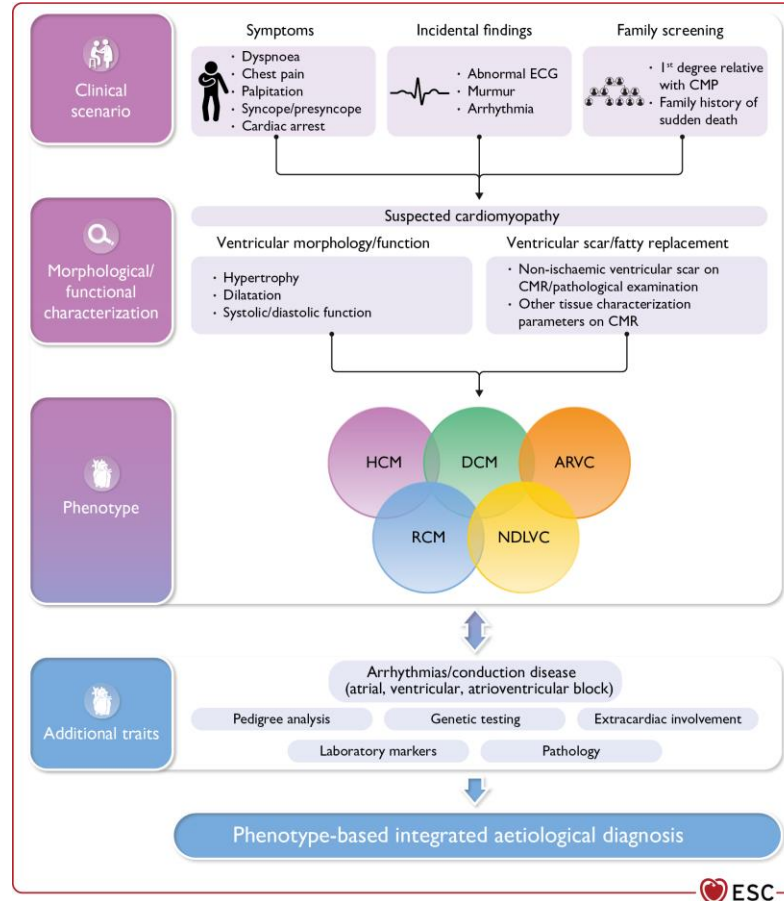 Clinical
scenario
Symptoms
· Dyspnoea
· Chest pain
· Palpitation
· Syncope/presyncope
· Cardiac arrest
Incidental findings
· Abnormal ECG
· Murmur
· Arrhythmia
Family screening
· 1st degree relative
with CMP
· Family history of
sudden death
Morphological/
functional
characterization
Suspected cardiomyopathy
Ventricular morphology/function
· Hypertrophy
· Dilatation
· Systolic/diastolic function
Ventricular scar/fatty replacement
· Non-ischaemic ventricular scar on
CMR/pathological examination
· Other tissue characterization
parameters on CMR
Phenotype
HCM
DCM
ARVC
RCM
NDLVC
Additional traits
Arrhythmias/conduction disease
(atrial, ventricular, atrioventricular block)
Pedigree analysis
Genetic testing
Extracardiac involvement
Laboratory markers
Pathology
Phenotype-based integrated aetiological diagnosis
ESC